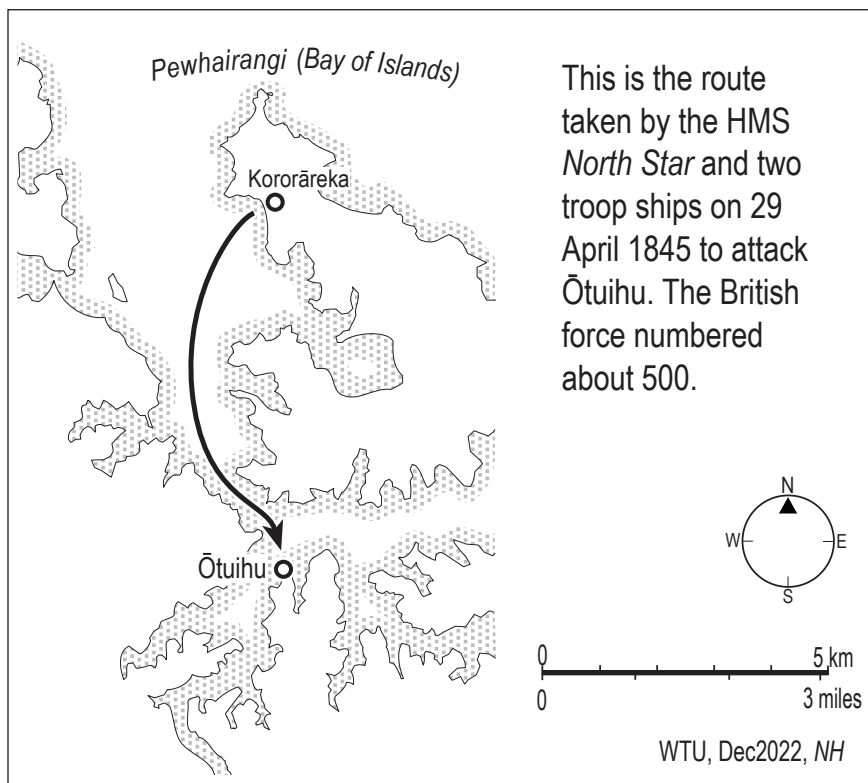 Pewhairangi (Bay of Islands)
Kororāreka
Ōtuihu
This is the route
taken by the HMS
North Star and two
troop ships on 29
April 1845 to attack
Ōtuihu. The British
force numbered
about 500.
N
W E
S
0 5 km
0 3 miles
WTU, Dec2022, NH